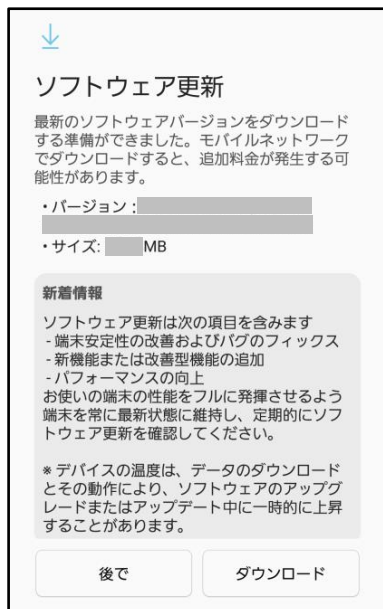 ソフトウェア更新
最新のソフトウェアバージョンをダウンロード
する準備ができました。モバイルネットワーク
でダウンロードすると、追加料金が発生する可
能性があります。
・バージョン :
・サイズ: MB
新着情報
ソフトウェア更新は次の項目を含みます
- 端末安定性の改善およびバグのフィックス
- 新機能または改善型機能の追加
- パフォーマンスの向上
お使いの端末の性能をフルに発揮させるよう
端末を常に最新状態に維持し、定期的にソフ
トウェア更新を確認してください。
* デバイスの温度は、データのダウンロード
とその動作により、ソフトウェアのアップグ
レードまたはアップデート中に一時的に上昇
することがあります。
後で
ダウンロード